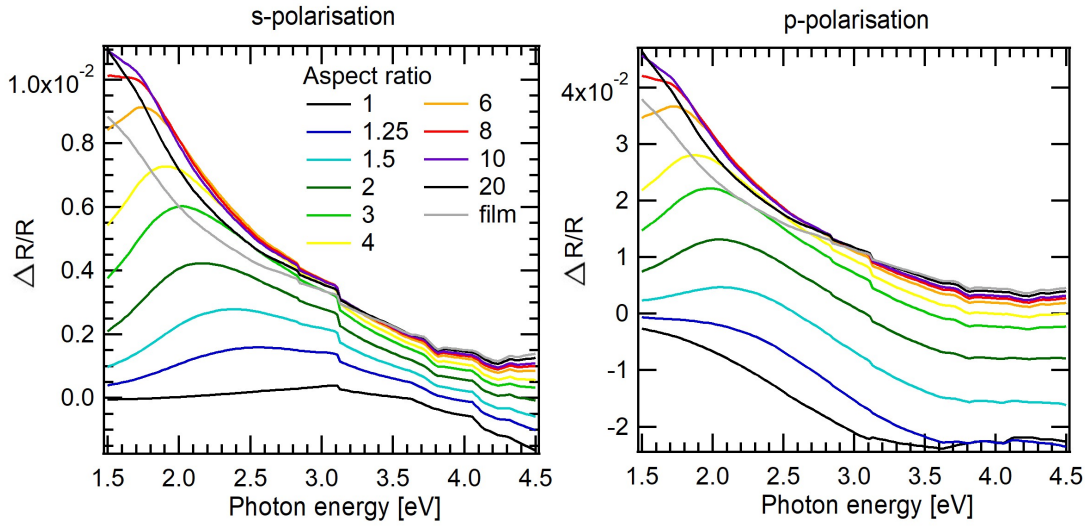 s-polarisation
1.0x10-2
0.8
0.6
0.4
0.2
0.0
△R/R
1.5 2.0 2.5 3.0 3.5 4.0 4.5
Photon energy [eV]
Aspect ratio
1
1.25
1.5
2
3
4
6
8
10
20
film
p-polarisation
4x10-2
3
2
1
0
-1
-2
△R/R
1.5 2.0 2.5 3.0 3.5 4.0 4.5
Photon energy [eV]